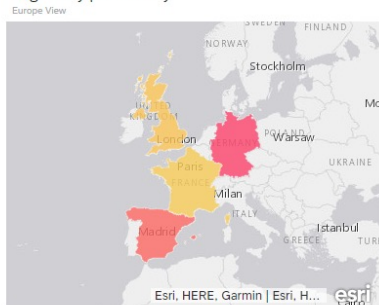 Europe View
SWEDEN
FINLAND
NORWAY
Stockholm
UNITED
KINGDOM
London
GERMANY
POLAND
Warsaw
Paris
FRANCE
UKRAINE
Milan
ITALY
Madrid
Istanbul
GREECE
Cairo
Esri, HERE, Garmin | Esri, H...
esri